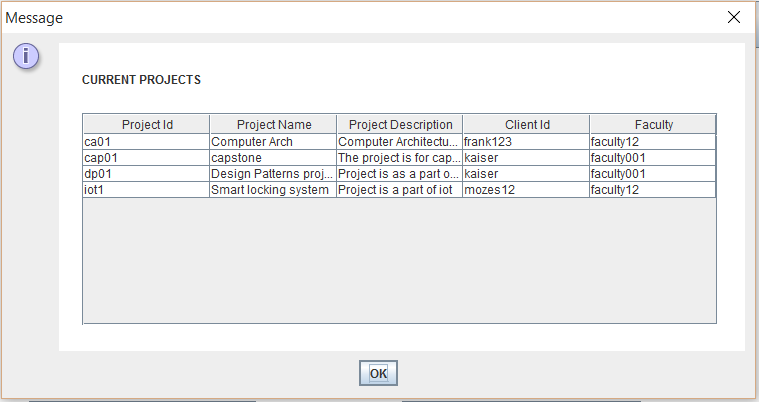 Message
CURRENT PROJECTS
Project Id Project Name Project Description Client Id Faculty
ca01 Computer Arch Computer Architectu... frank123 faculty12
cap01 capstone The project is for cap... kaiser faculty001
dp01 Design Patterns proj... Project is as a part o... kaiser faculty001
iot1 Smart locking system Project is a part of iot mozes12 faculty12
OK